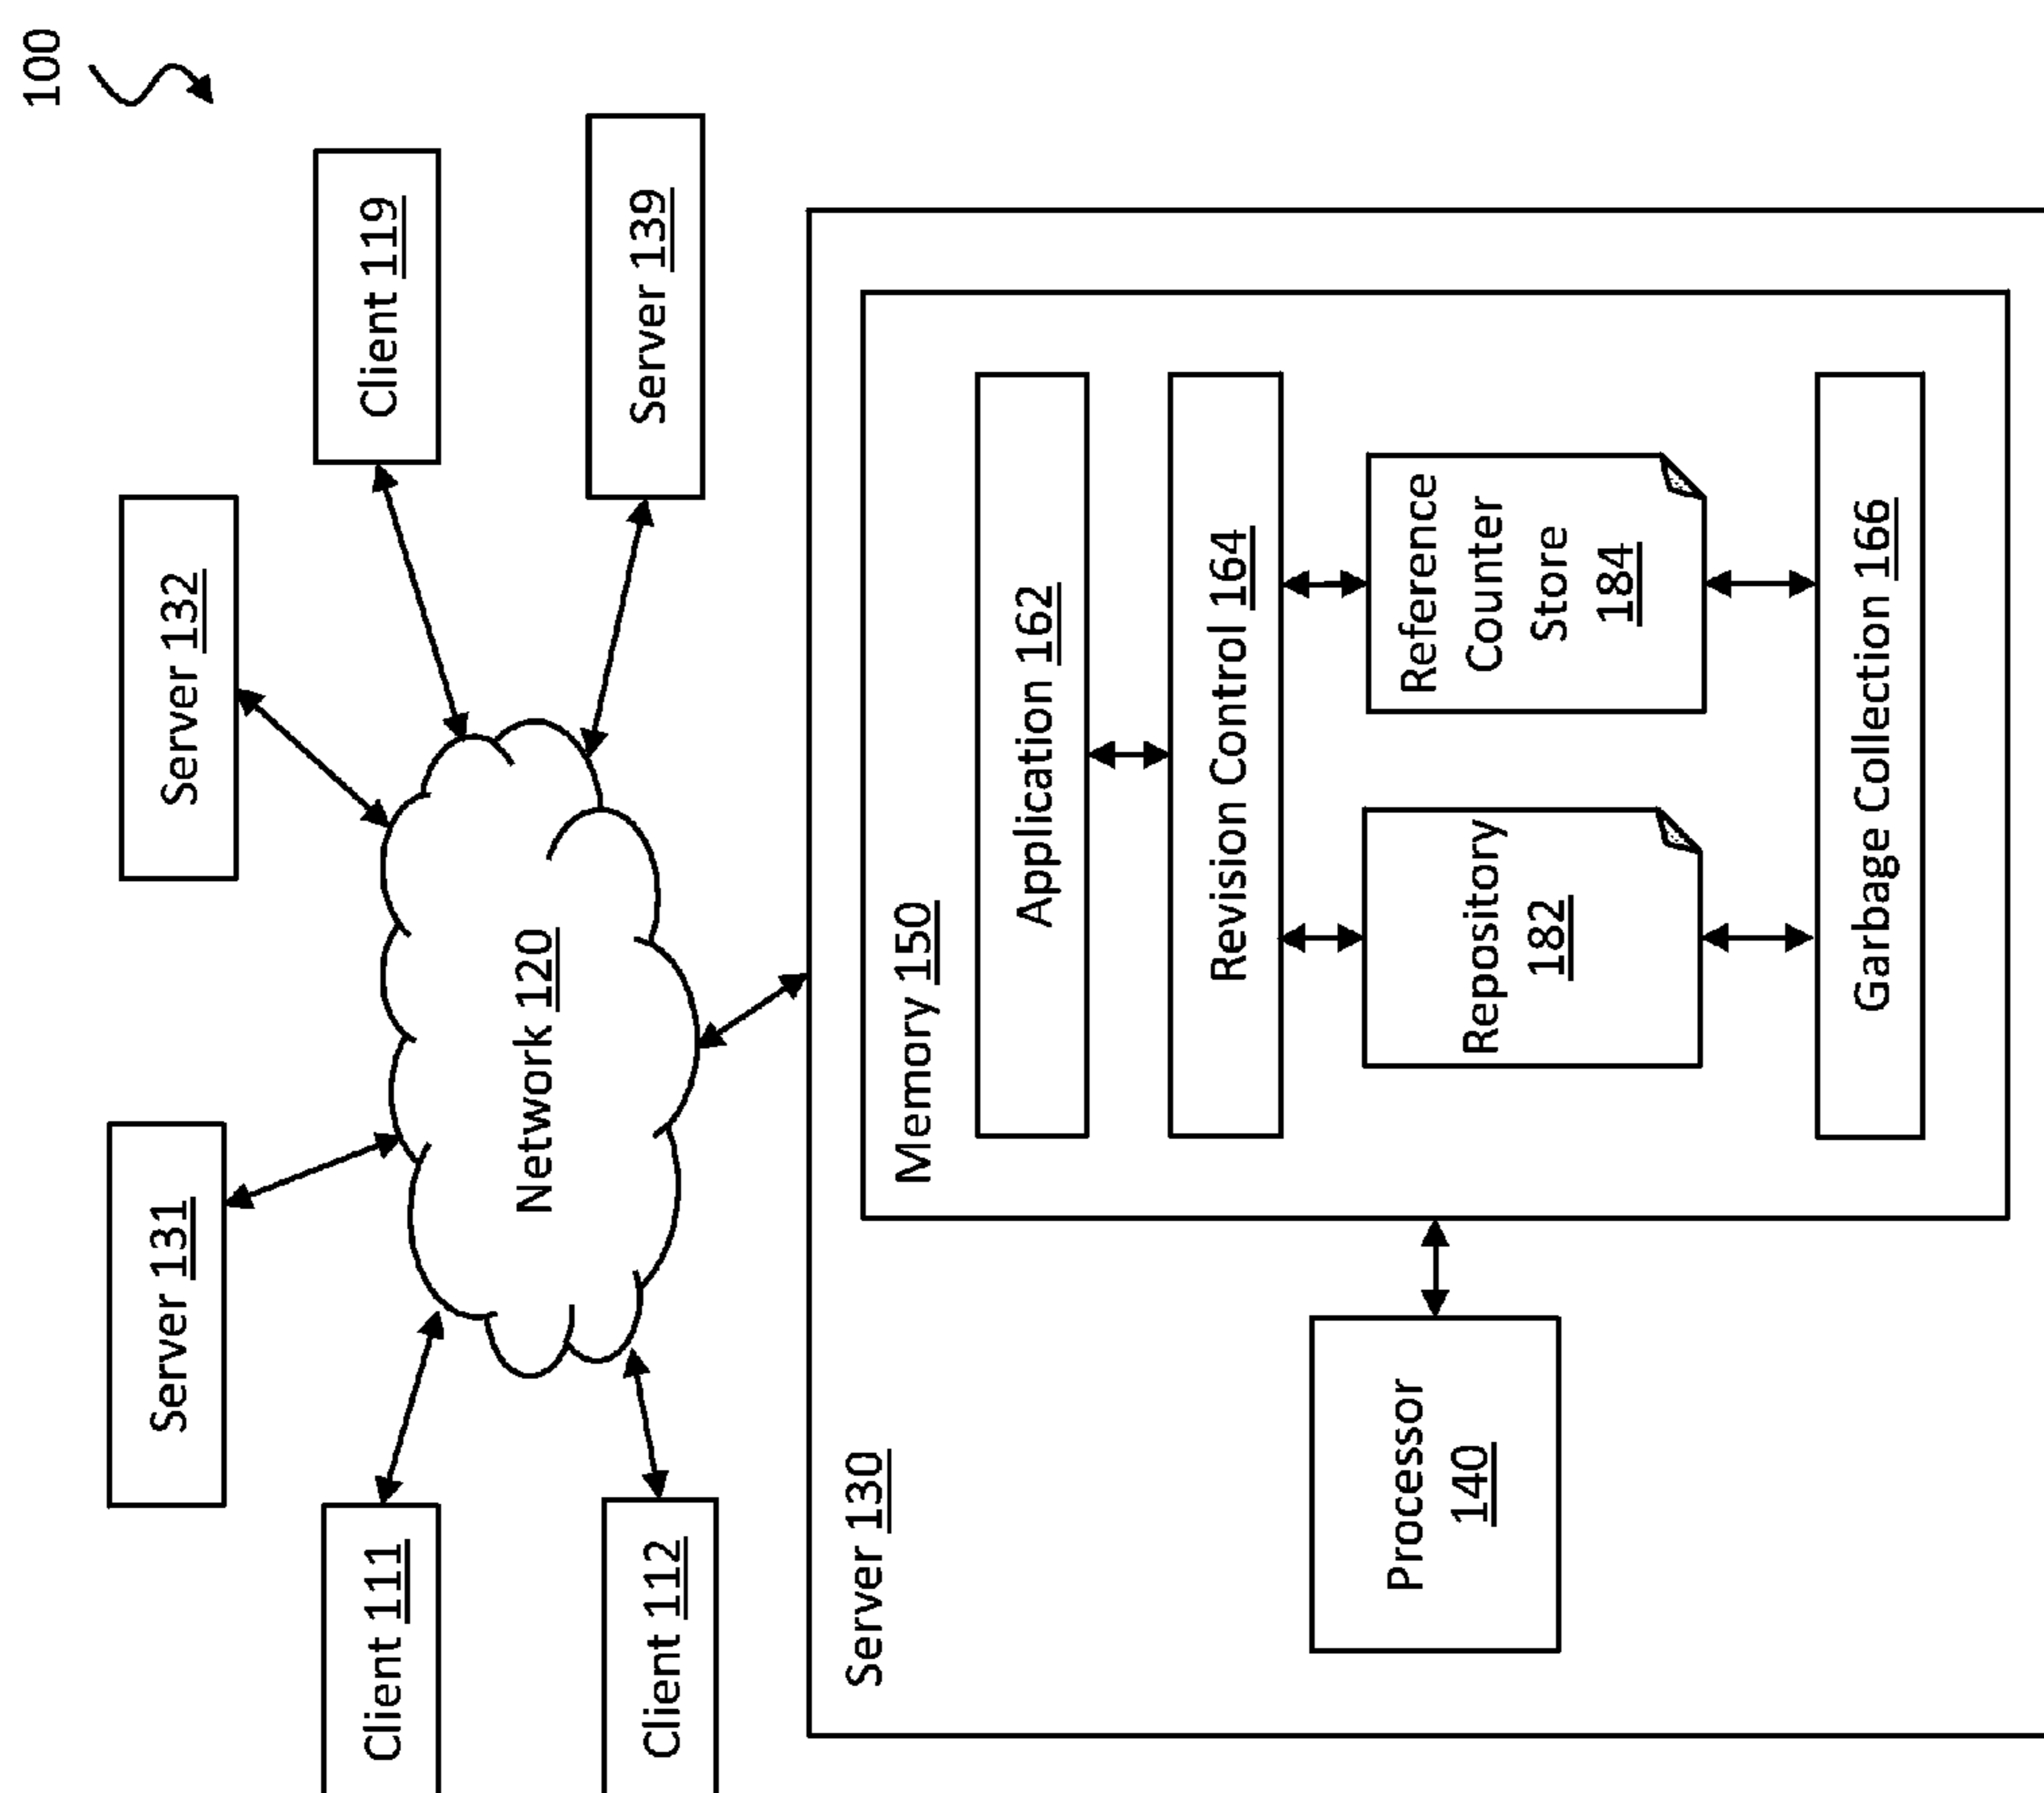 100
Server 131
Server 132
Client 111
Client 119
Network 120
Client 112
Server 139
Server 130
Memory 150
Application 162
Revision Control 164
Processor
140
Repository
182
Reference
Counter
Store
184
Garbage Collection 166